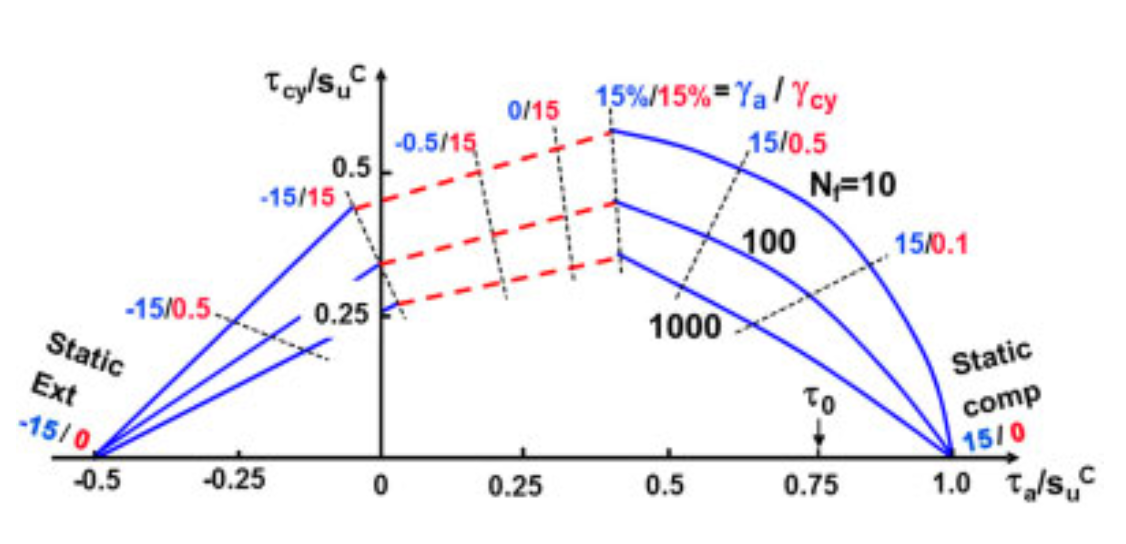 τcy/suC
15%/15% = γa / γcy
0/15
-0.5/15
15/0.5
0.5
Nf=10
-15/15
100
15/0.1
-15/0.5
0.25
1000
Static
Ext
-15/ 0
Static
comp
15/ 0
τ0
-0.5
-0.25
0
0.25
0.5
0.75
1.0
τa/suC